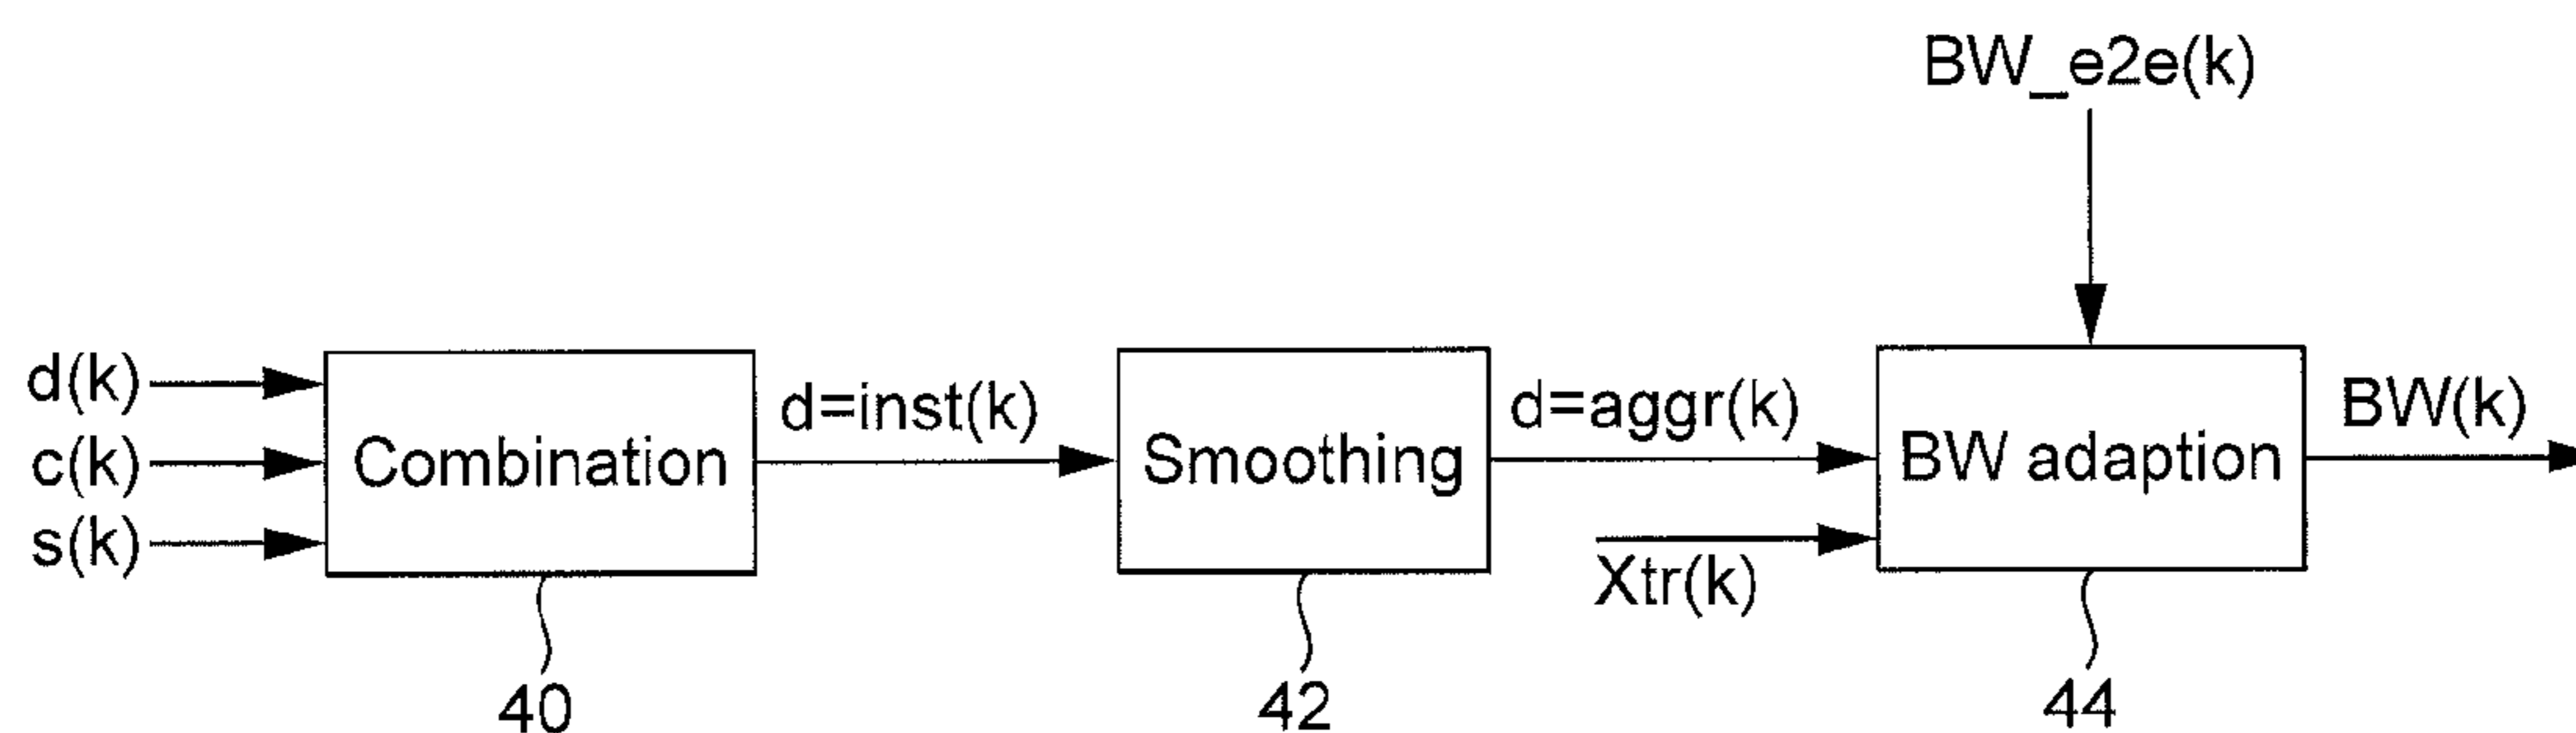 BW_e2e(k)
d(k)
c(k)
s(k)
Combination
d=inst(k)
Smoothing
d=aggr(k)
Xtr(k)
BW adaption
BW(k)
40
42
44